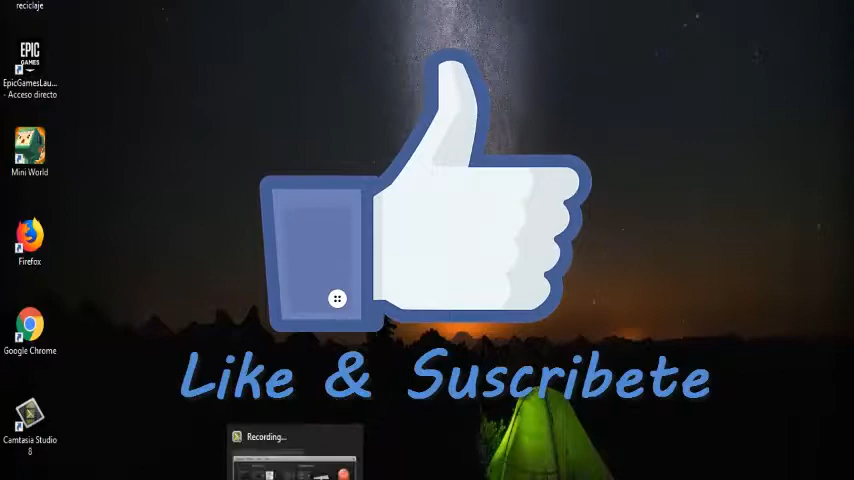 reciclaje
EPIC
GAMES
EpicGamesLau...
- Acceso directo
Mini World
Firefox
Google Chrome
Camtasia Studio
8
Like & Suscribete
Recording...